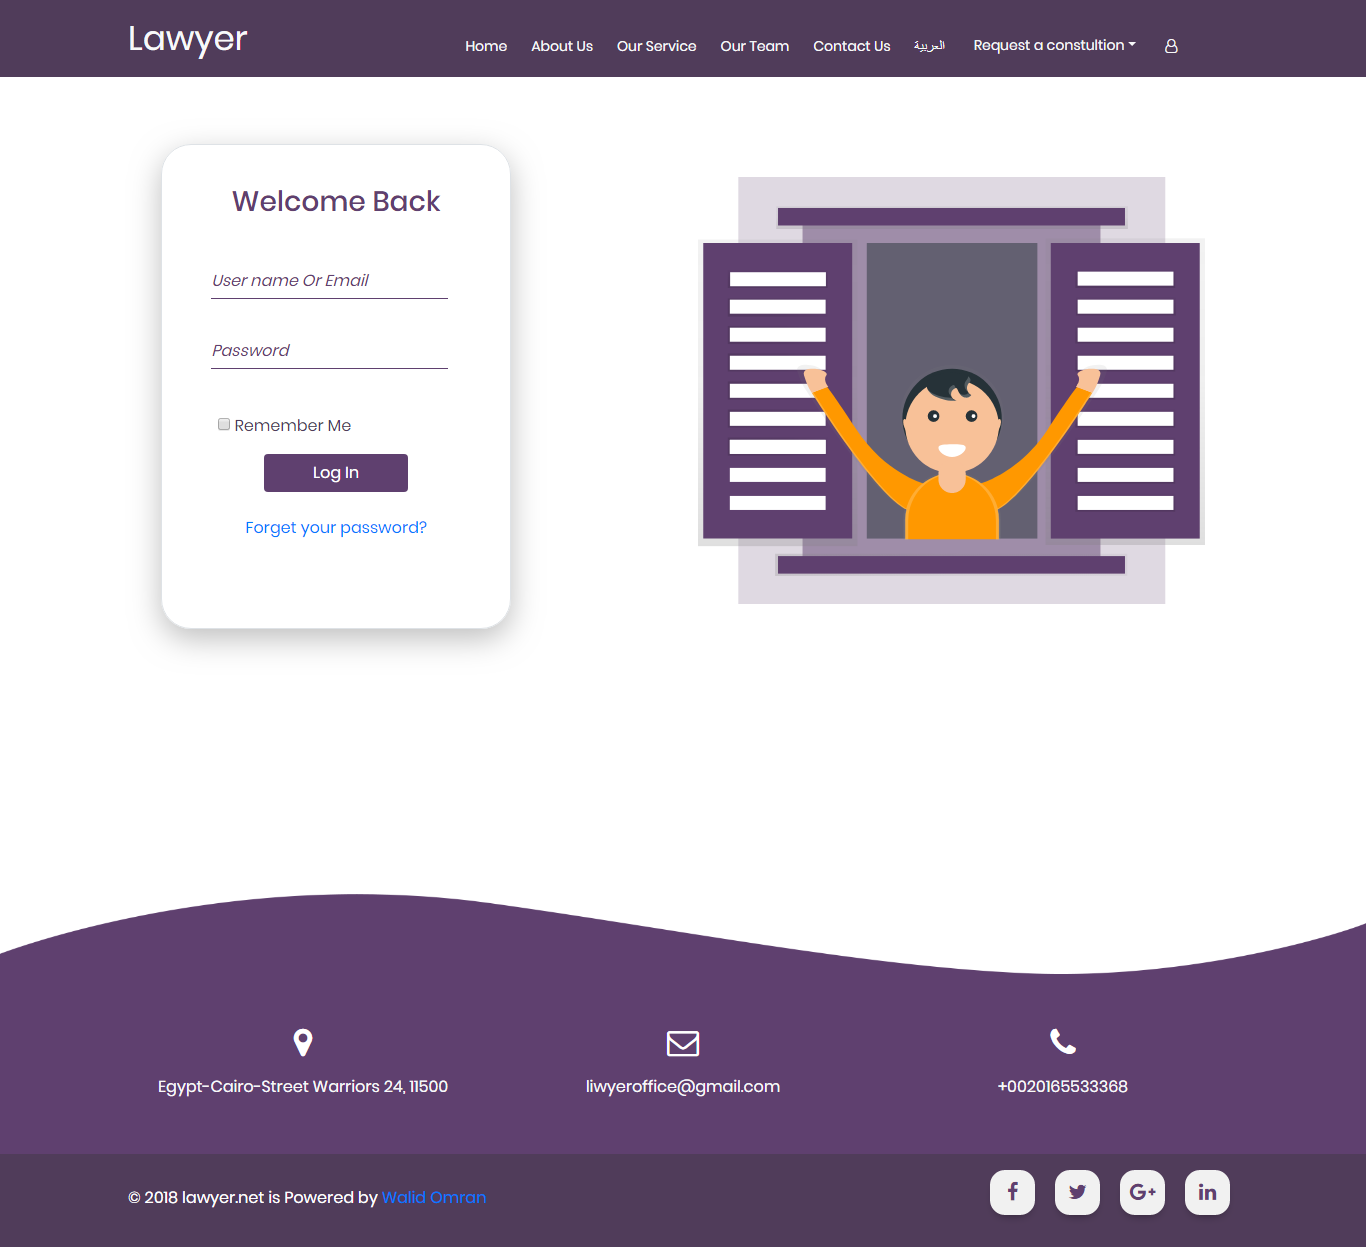 Lawyer
Home About Us Our Service Our Team Contact Us العربية Request a constultion
Welcome Back
User name Or Email
Password
Remember Me
Log In
Forget your password?
Egypt-Cairo-Street Warriors 24, 11500
liwyeroffice@gmail.com
+0020165533368
© 2018 lawyer.net is Powered by Walid Omran